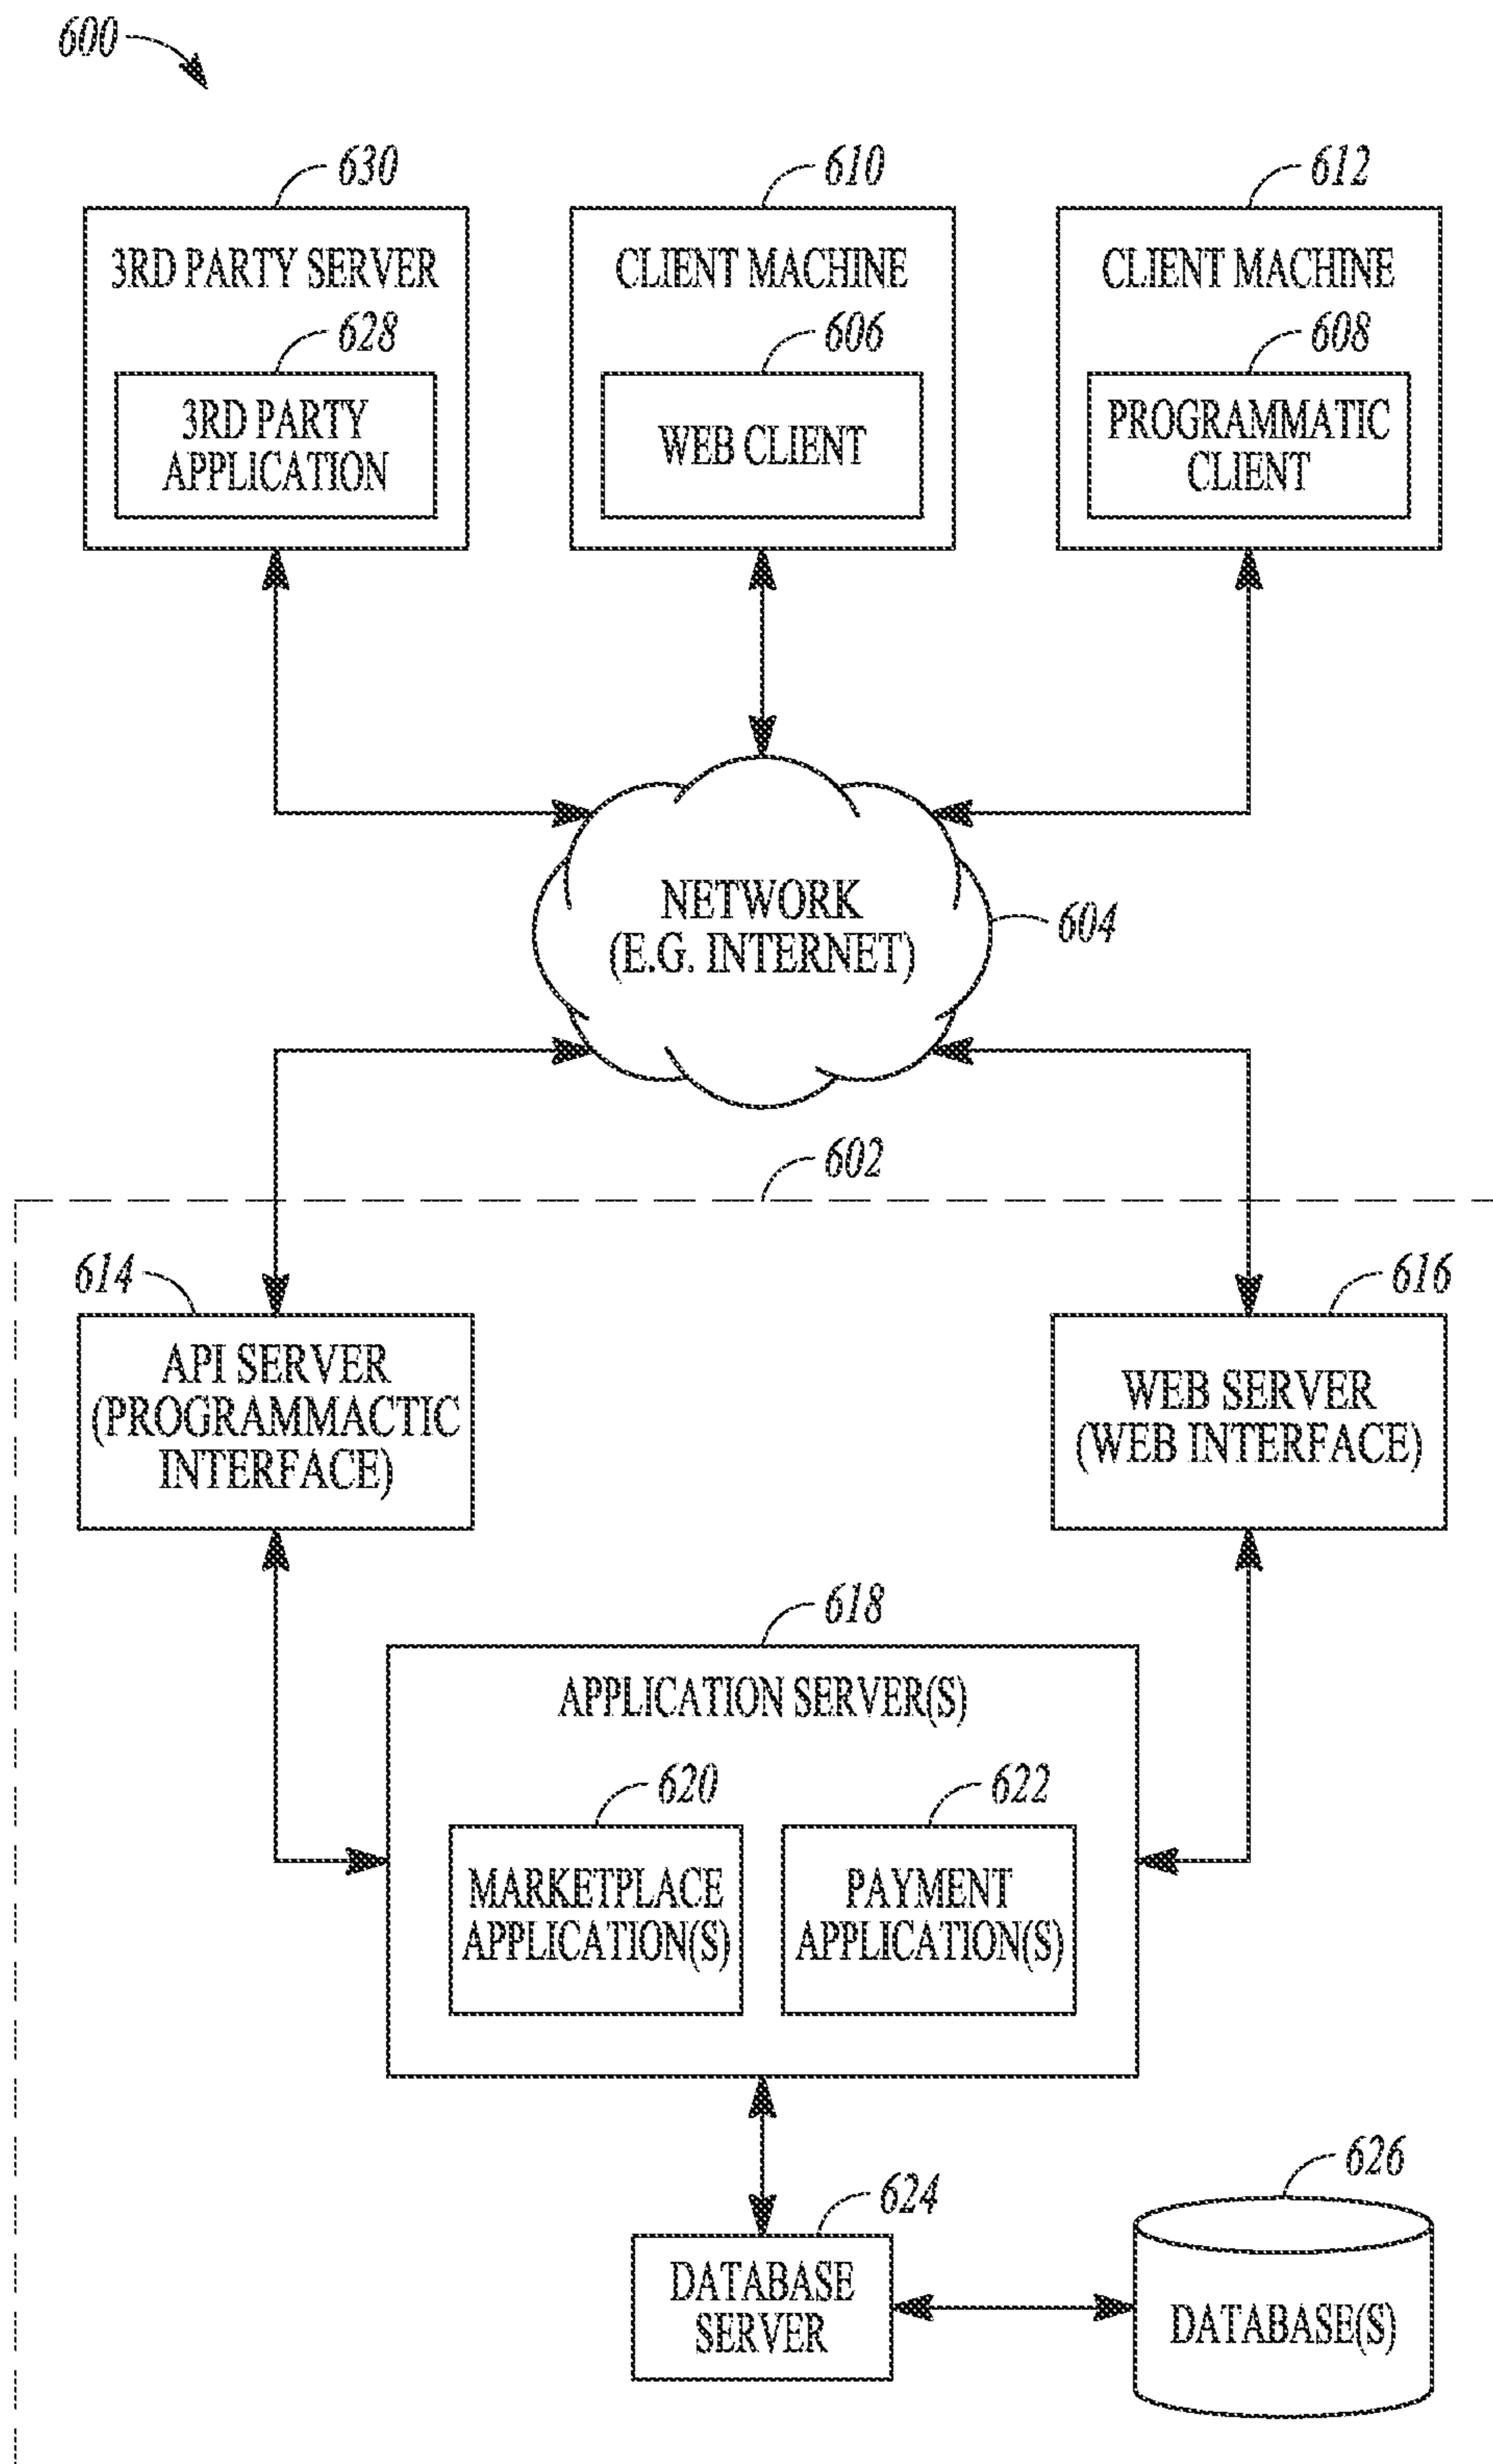 600
630
610
612
3RD PARTY SERVER
CLIENT MACHINE
CLIENT MACHINE
628
606
608
3RD PARTY
APPLICATION
WEB CLIENT
PROGRAMMATIC
CLIENT
NETWORK
(E.G. INTERNET)
604
602
614
616
API SERVER
(PROGRAMMACTIC
INTERFACE)
WEB SERVER
(WEB INTERFACE)
618
APPLICATION SERVER(S)
620
622
MARKETPLACE
APPLICATION(S)
PAYMENT
APPLICATION(S)
624
626
DATABASE
SERVER
DATABASE(S)